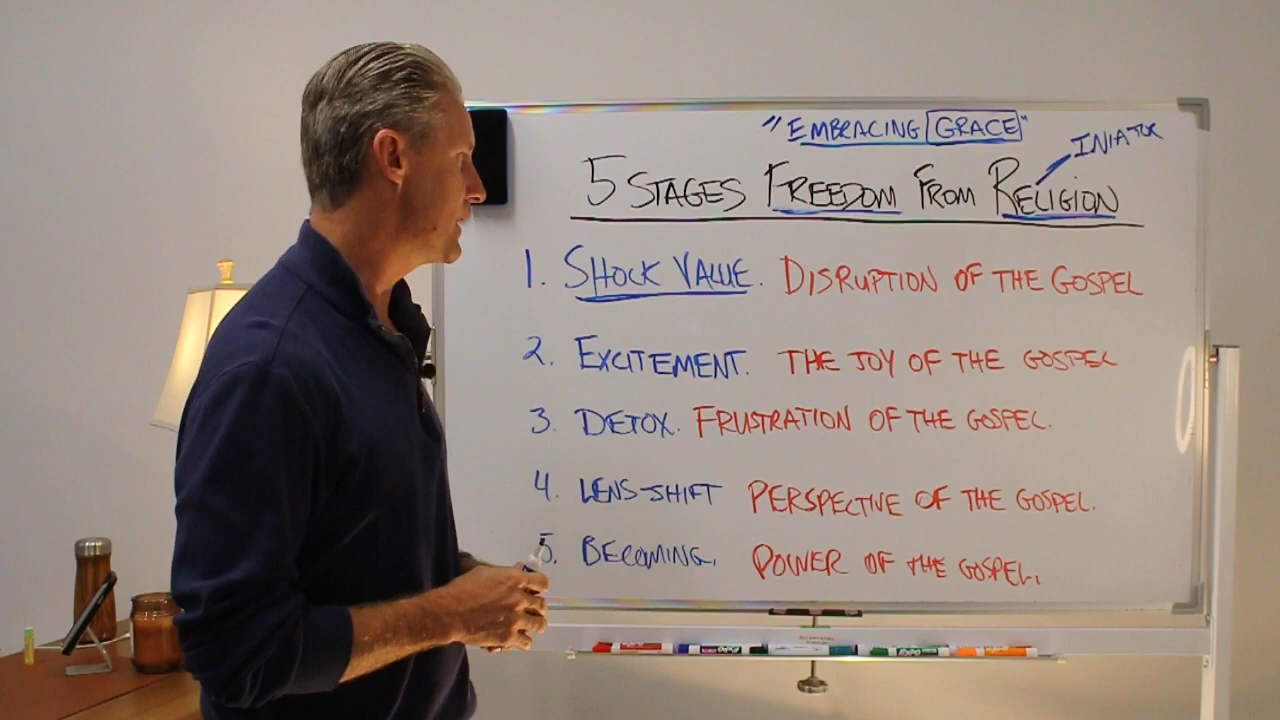 "EMBRACING GRACE"
INIATOR
5 STAGES FREEDOM FROM RELIGION
1. SHOCK VALUE. DISRUPTION OF THE GOSPEL
2. EXCITEMENT. THE JOY OF THE GOSPEL
3. DETOX. FRUSTRATION OF THE GOSPEL.
4. LENS-SHIFT PERSPECTIVE OF THE GOSPEL.
5. BECOMING. POWER OF THE GOSPEL.